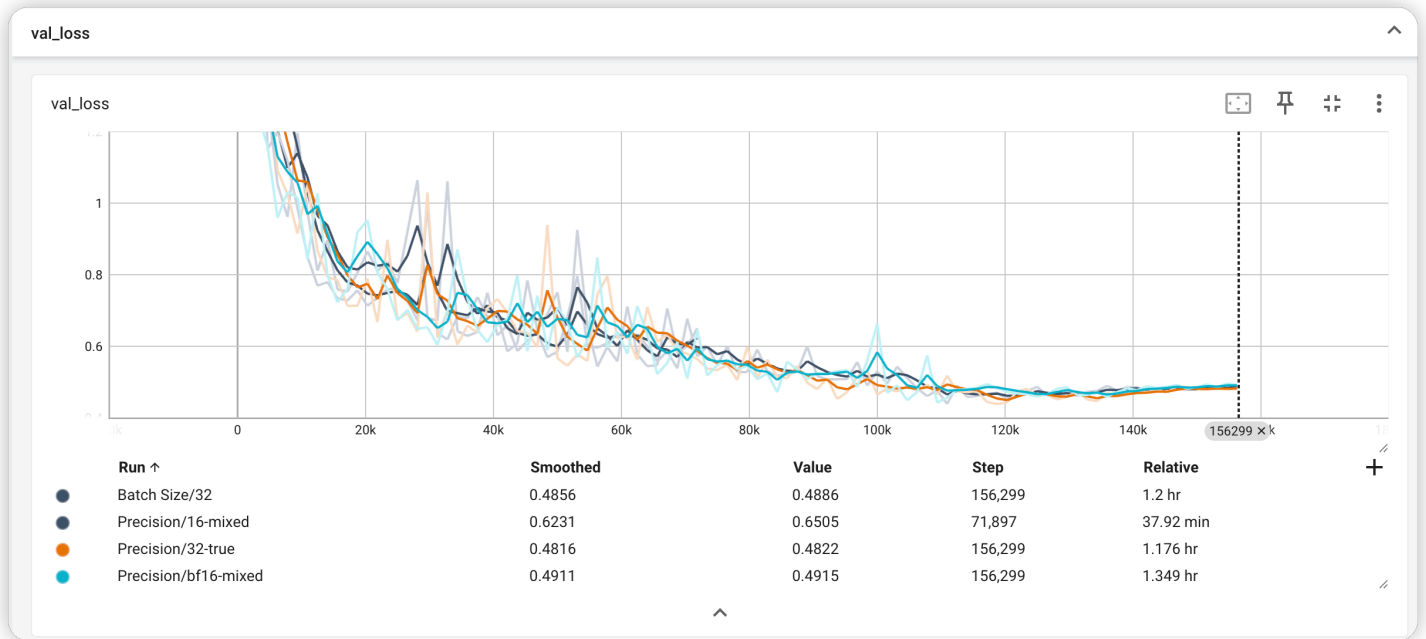 val_loss
val_loss
1
0.8
0.6
0 20k 40k 60k 80k 100k 120k 140k 156299 × k
Run ↑ Smoothed Value Step Relative
Batch Size/32 0.4856 0.4886 156,299 1.2 hr
Precision/16-mixed 0.6231 0.6505 71,897 37.92 min
Precision/32-true 0.4816 0.4822 156,299 1.176 hr
Precision/bf16-mixed 0.4911 0.4915 156,299 1.349 hr